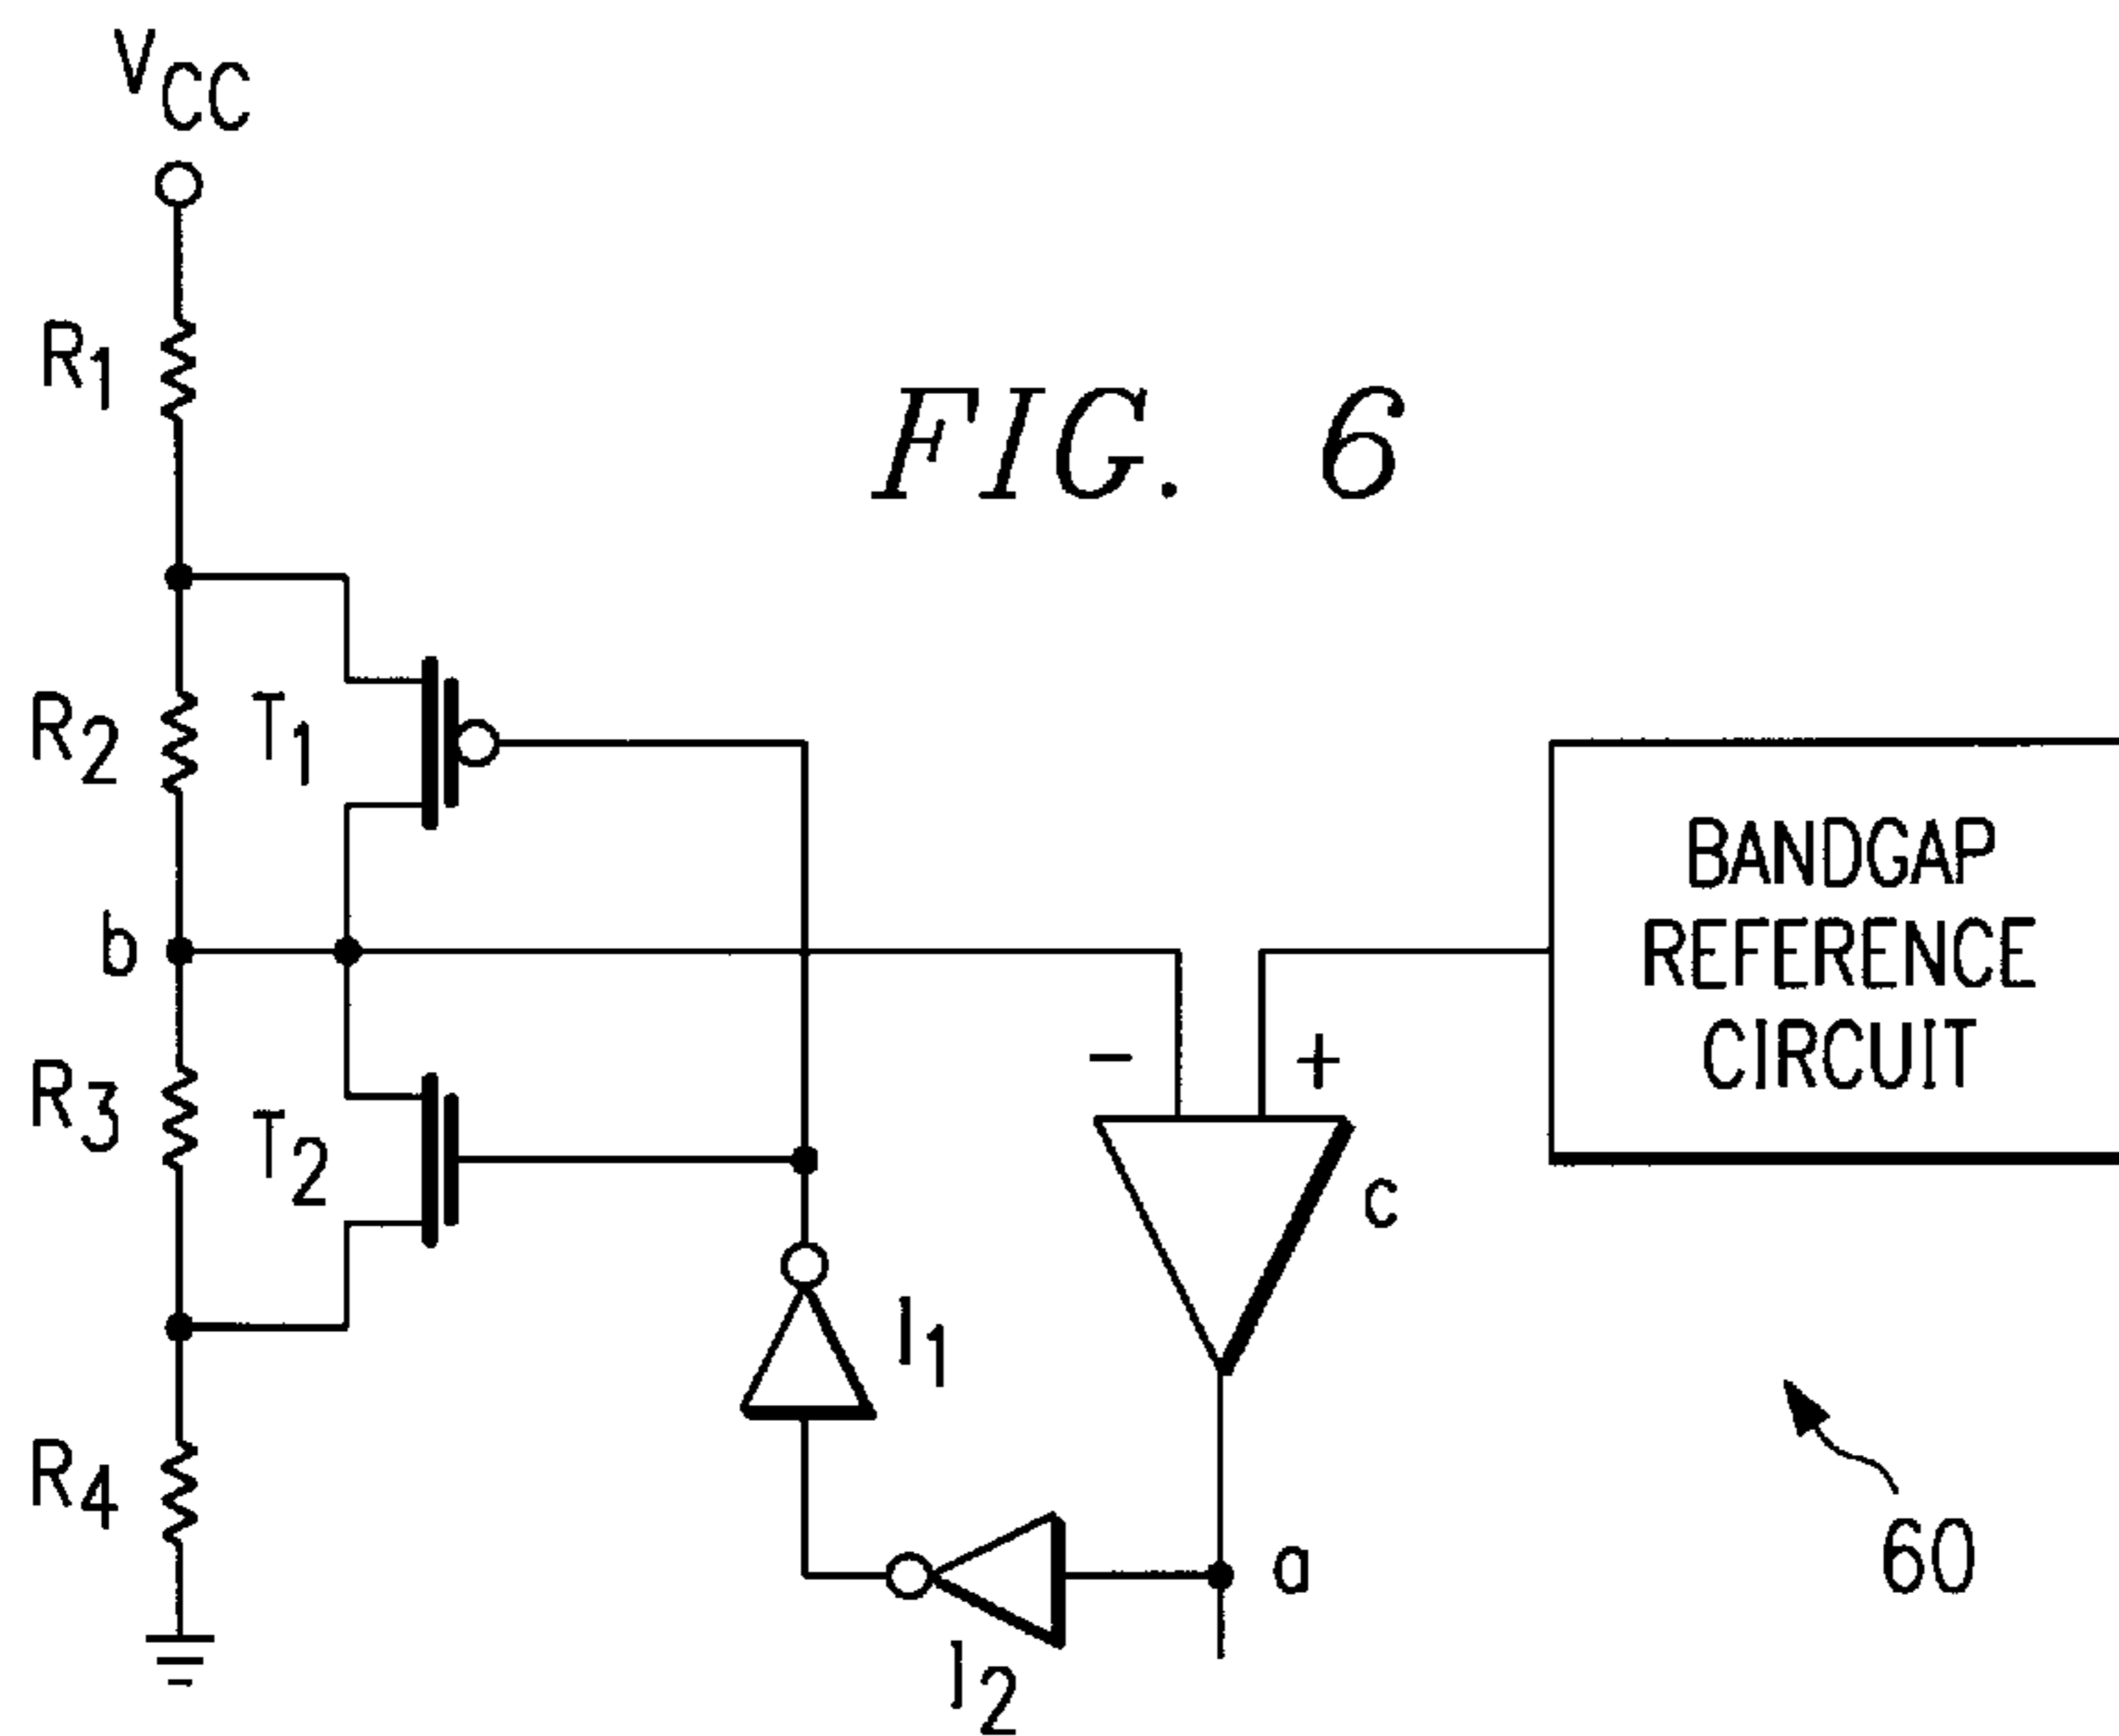 VCC
R1
FIG. 6
R2
T1
BANDGAP
REFERENCE
CIRCUIT
b
- +
R3
T2
c
I1
R4
a
60
I2